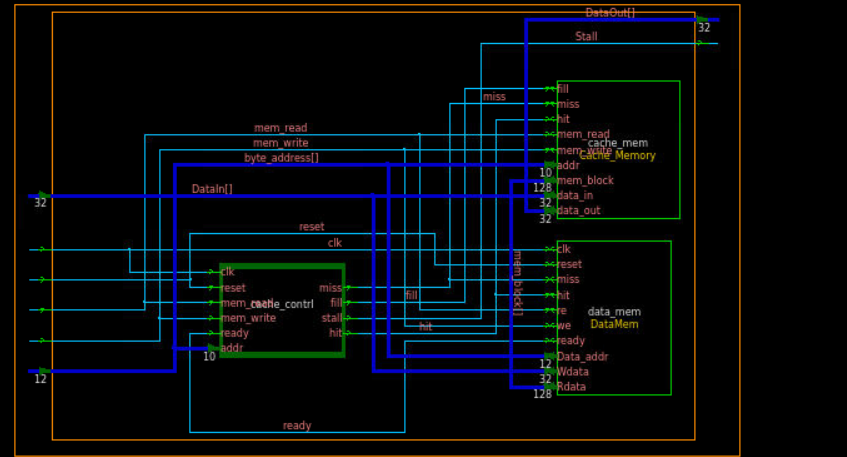 DataOut[]
32
Stall
fill
miss
miss
hit
mem_read
mem_read
mem_write
cache_mem
mem_write
Cache_Memory
byte_address[]
addr
10
mem_block
128
DataIn[]
data_in
32
32
data_out
32
reset
clk
clk
reset
mem_block[]
clk
reset
miss
miss
fill
hit
mem_read
cache_contrl
fill
re
data_mem
mem_write
stall
hit
we
DataMem
ready
hit
ready
addr
10
Data_addr
12
12
Wdata
32
Rdata
128
ready